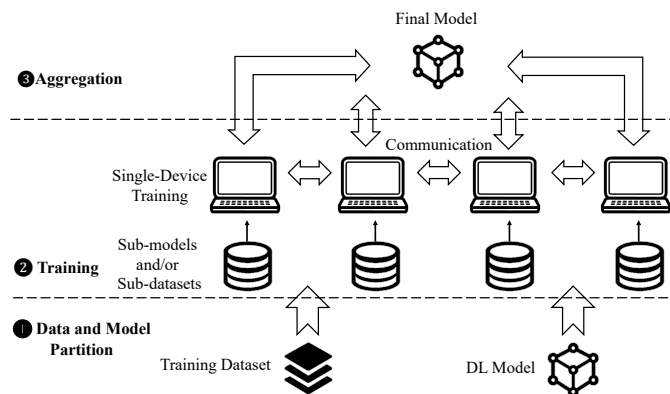 Final Model
❸Aggregation
Communication
Single-Device
Training
Sub-models
and/or
Sub-datasets
❷ Training
❶ Data and Model
Partition
Training Dataset
DL Model